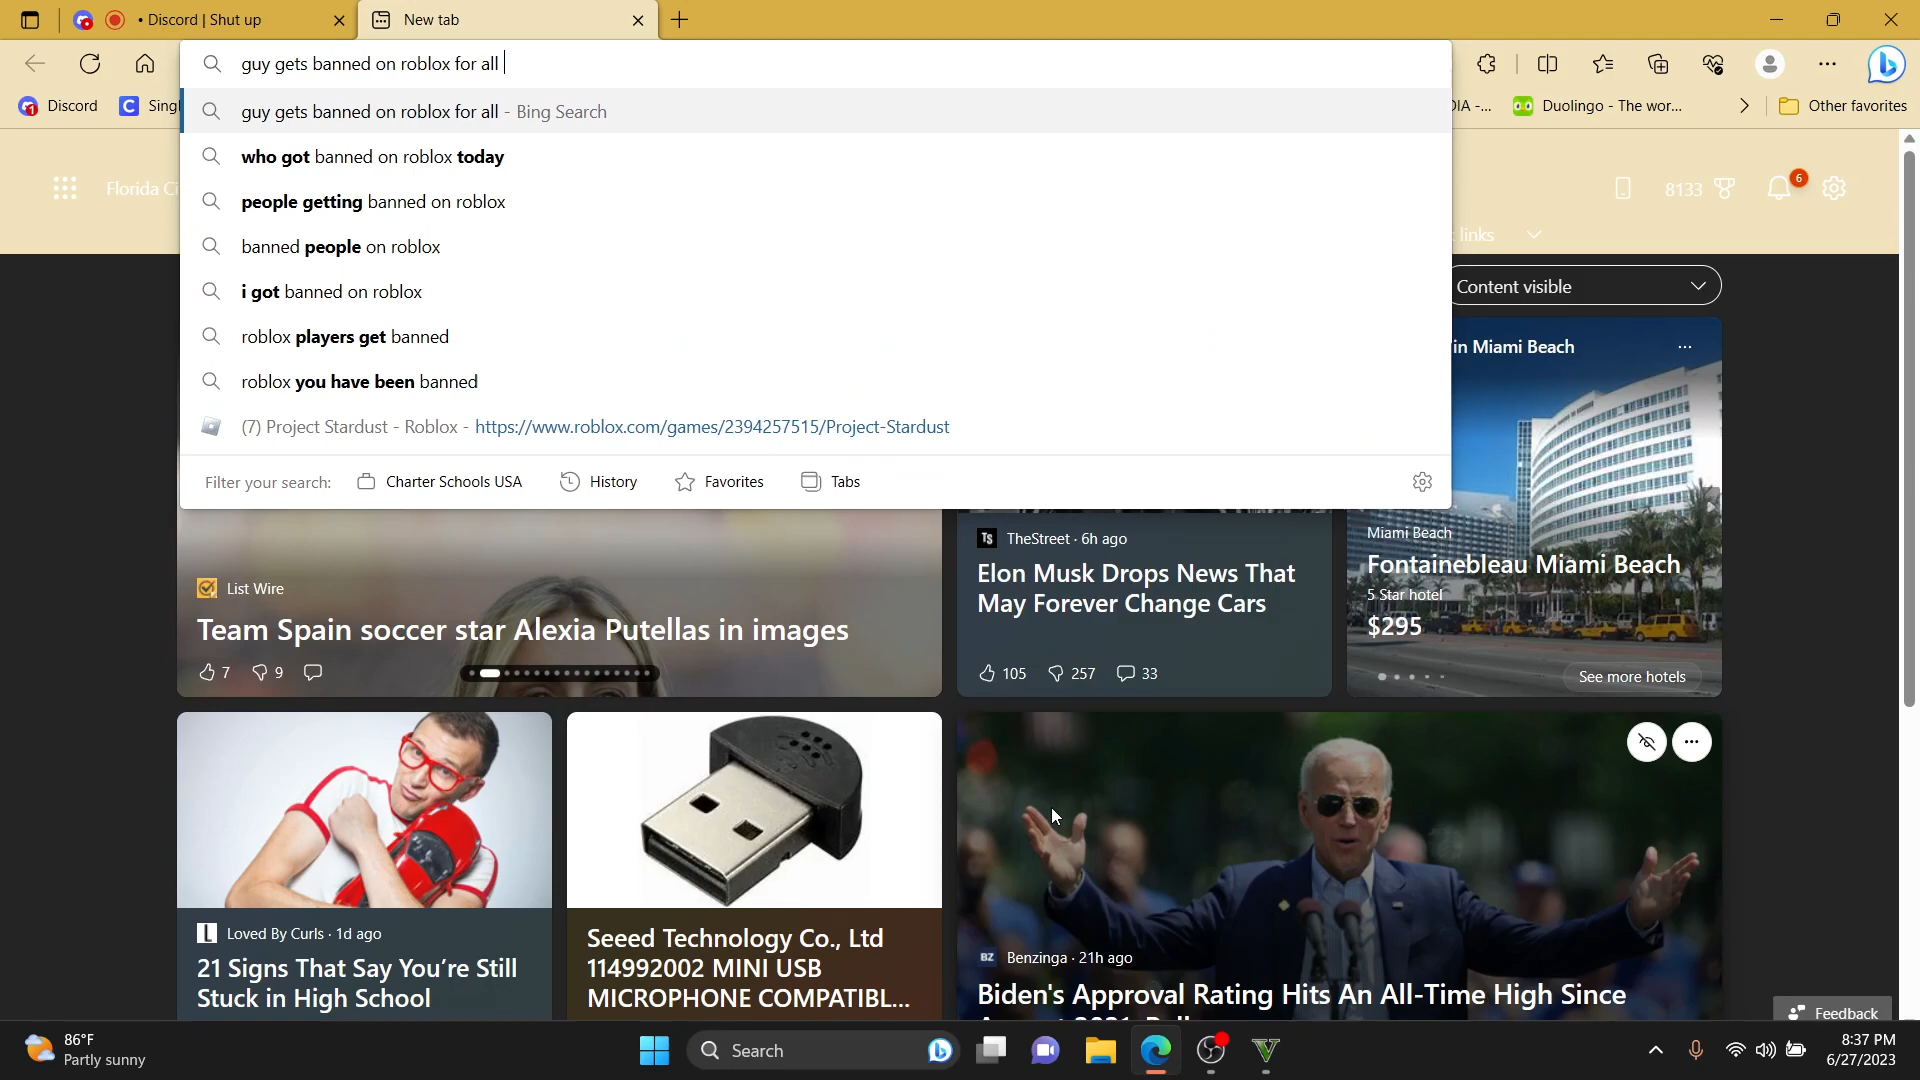 • Discord | Shut up
New tab
guy gets banned on roblox for all
guy gets banned on roblox for all - Bing Search
who got banned on roblox today
people getting banned on roblox
banned people on roblox
i got banned on roblox
roblox players get banned
roblox you have been banned
(7) Project Stardust - Roblox - https://www.roblox.com/games/2394257515/Project-Stardust
Filter your search:
Charter Schools USA
History
Favorites
Tabs
Discord
Singl
DIA -...
Duolingo - The wor...
Other favorites
Florida Ci
8133
6
links
Content visible
in Miami Beach
List Wire
Team Spain soccer star Alexia Putellas in images
7
9
TheStreet · 6h ago
Elon Musk Drops News That
May Forever Change Cars
105
257
33
Miami Beach
Fontainebleau Miami Beach
5 Star hotel
$295
See more hotels
Loved By Curls · 1d ago
21 Signs That Say You're Still
Stuck in High School
Seeed Technology Co., Ltd
114992002 MINI USB
MICROPHONE COMPATIBL...
Benzinga · 21h ago
Biden's Approval Rating Hits An All-Time High Since
Feedback
86°F
Partly sunny
Search
8:37 PM
6/27/2023